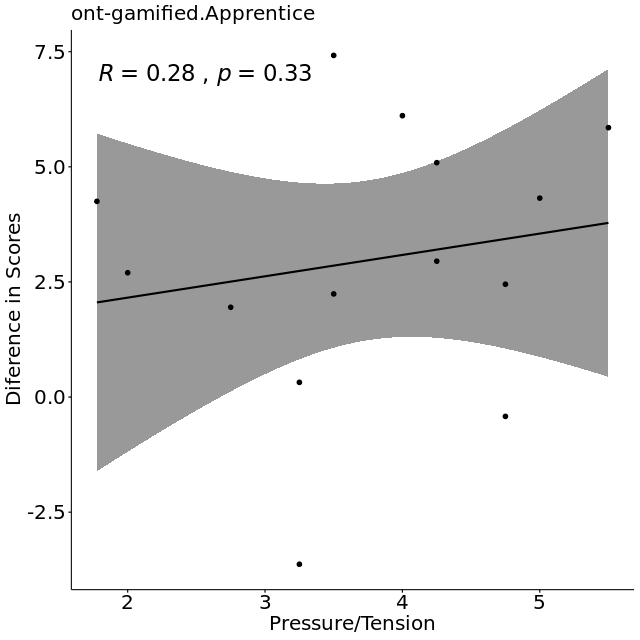 ont-gamified.Apprentice
R = 0.28 , p = 0.33
7.5
5.0
2.5
0.0
-2.5
Diference in Scores
2 3 4 5
Pressure/Tension